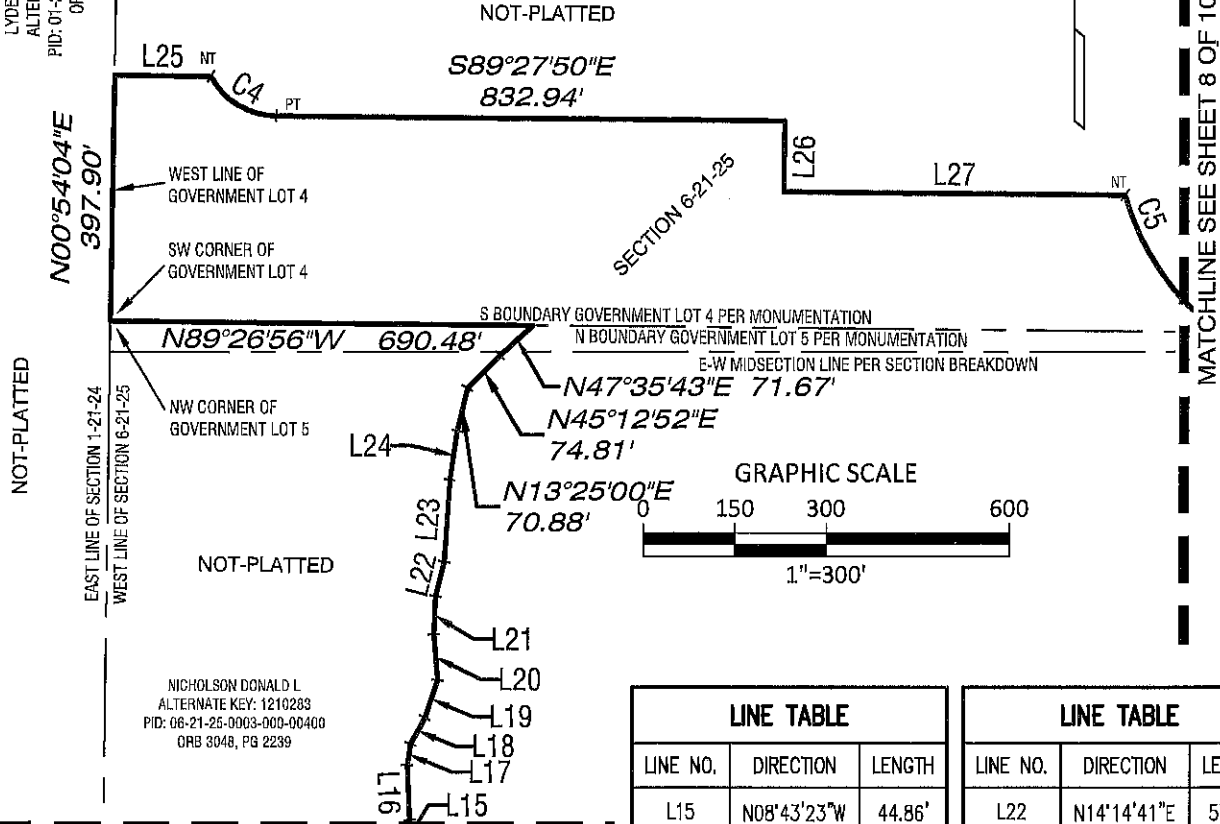 LYDE
ALTER
PID: 01-
OR
NOT-PLATTED
L25
NT
C4
PT
S89°27'50"E
832.94'
L26
L27
NT
C5
MATCHLINE SEE SHEET 8 OF 10
N00°54'04"E
397.90'
WEST LINE OF
GOVERNMENT LOT 4
SW CORNER OF
GOVERNMENT LOT 4
SECTION 6-21-25
S BOUNDARY GOVERNMENT LOT 4 PER MONUMENTATION
N BOUNDARY GOVERNMENT LOT 5 PER MONUMENTATION
E-W MIDSECTION LINE PER SECTION BREAKDOWN
N89°26'56"W 690.48'
N47°35'43"E 71.67'
N45°12'52"E
74.81'
N13°25'00"E
70.88'
NOT-PLATTED
NW CORNER OF
GOVERNMENT LOT 5
EAST LINE OF SECTION 1-21-24
WEST LINE OF SECTION 6-21-25
L24
L23
L22
NOT-PLATTED
GRAPHIC SCALE
0 150 300 600
1"=300'
L21
L20
L19
L18
L17
L16
L15
NICHOLSON DONALD L
ALTERNATE KEY: 1210283
PID: 06-21-25-0003-000-00400
ORB 3048, PG 2239
LINE TABLE
LINE NO. DIRECTION LENGTH
L15 N08°43'23"W 44.86'
LINE TABLE
LINE NO. DIRECTION LE
L22 N14°14'41"E 5